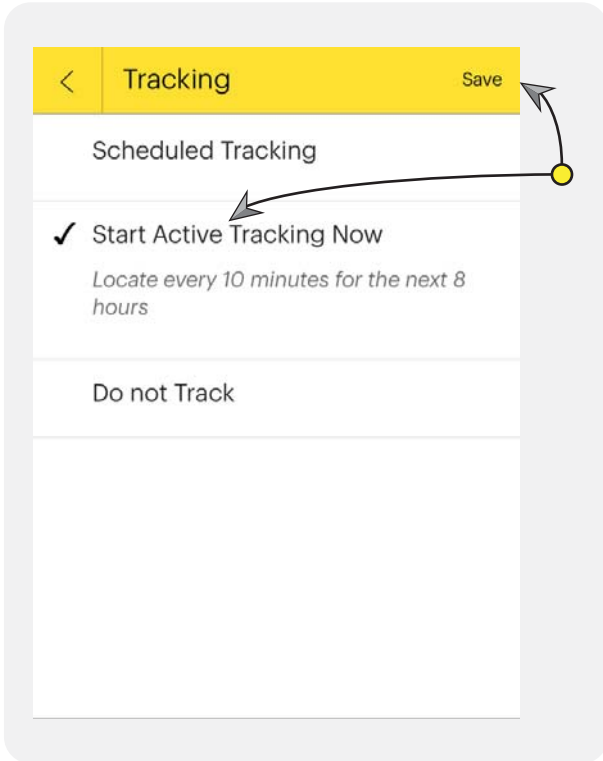 Tracking
Save
Scheduled Tracking
✓ Start Active Tracking Now
Locate every 10 minutes for the next 8
hours
Do not Track